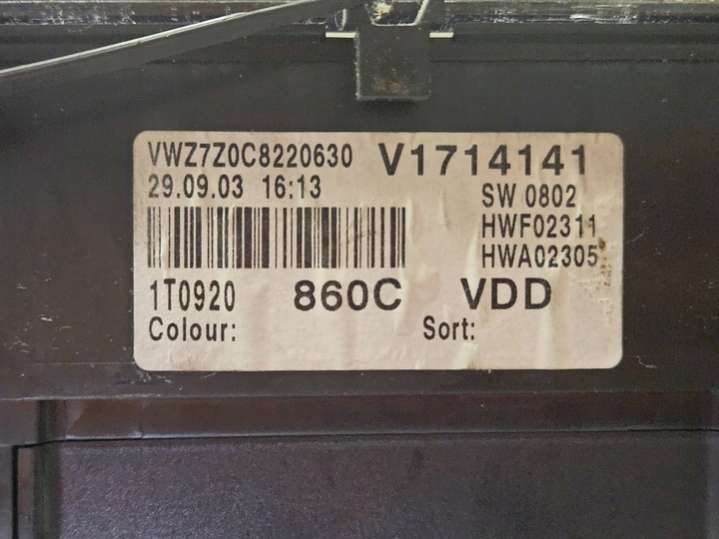 VWZ7Z0C8220630 V1714141
29.09.03 16:13 SW 0802
HWF02311
HWA02305
1T0920 860C VDD
Colour: Sort: